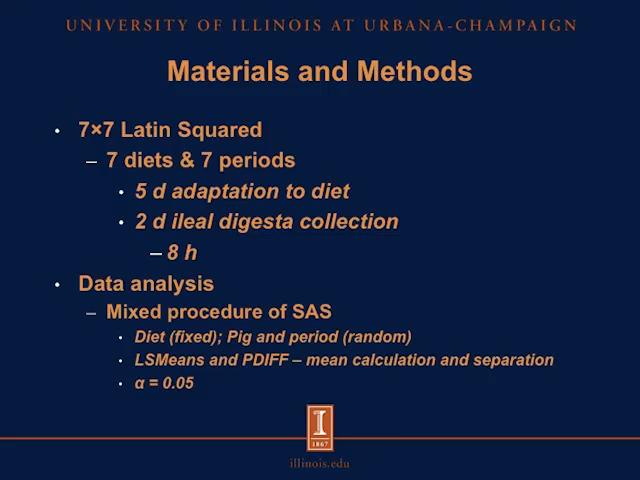 UNIVERSITY OF ILLINOIS AT URBANA-CHAMPAIGN
Materials and Methods
• 7×7 Latin Squared
– 7 diets & 7 periods
• 5 d adaptation to diet
• 2 d ileal digesta collection
– 8 h
• Data analysis
– Mixed procedure of SAS
• Diet (fixed); Pig and period (random)
• LSMeans and PDIFF – mean calculation and separation
• α = 0.05
I
1867
illinois.edu